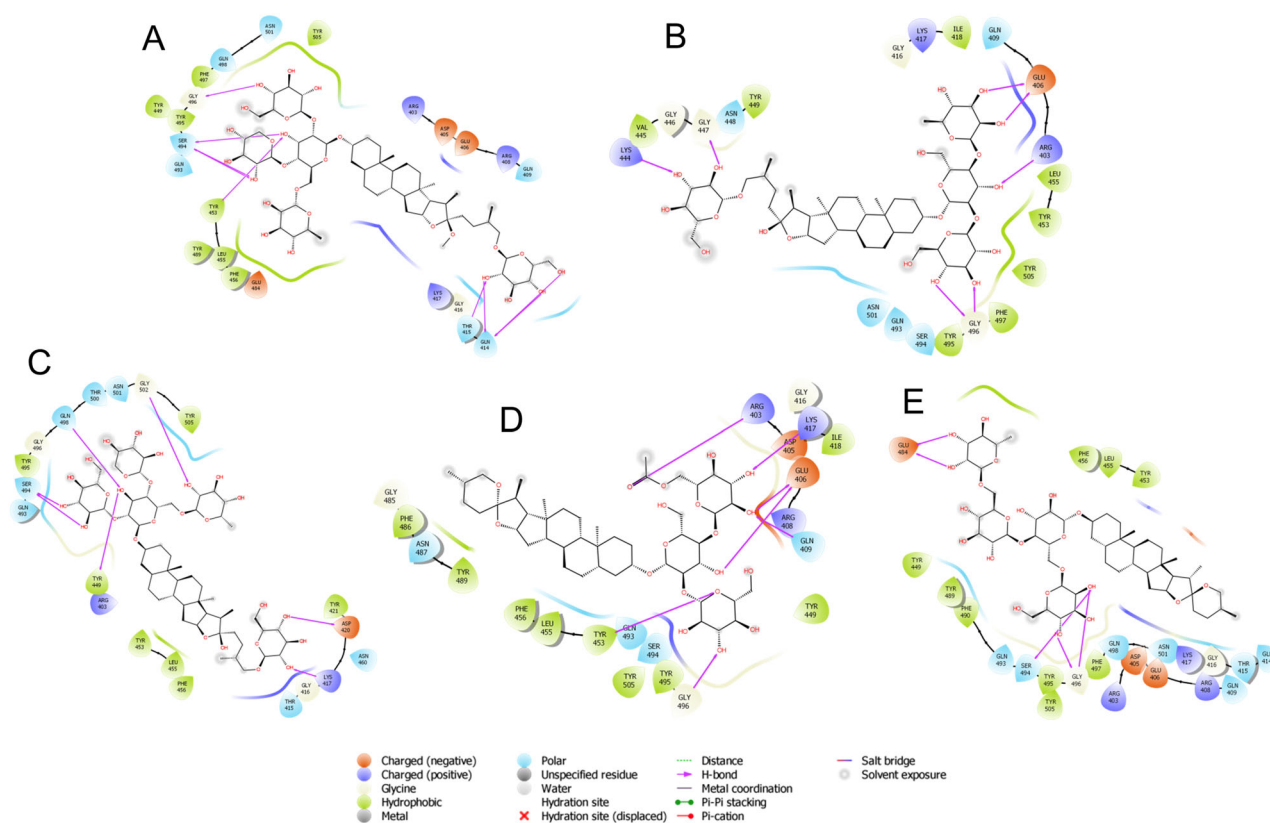 A
ASN
501
TYR
505
GLN
498
PHE
497
GLY
496
TYR
449
TYR
495
SER
494
GLN
493
TYR
453
TYR
489
LEU
455
PHE
456
GLU
484
ARG
403
ASP
405
GLU
406
ARG
408
GLN
409
LYS
417
GLY
416
THR
415
GLN
414
B
GLY
416
LYS
417
ILE
418
GLN
409
GLU
406
ARG
403
LEU
455
TYR
453
TYR
505
PHE
497
GLY
496
TYR
495
SER
494
GLN
493
ASN
501
LYS
444
VAL
445
GLY
446
GLY
447
ASN
448
TYR
449
C
THR
500
ASN
501
GLY
502
GLN
498
TYR
505
GLY
496
TYR
495
SER
494
GLN
493
TYR
449
ARG
403
TYR
453
LEU
455
PHE
456
TYR
421
ASP
420
ASN
460
LYS
417
GLY
416
THR
415
D
ARG
403
GLY
416
LYS
417
ASP
405
ILE
418
GLU
406
ARG
408
GLN
409
GLY
485
PHE
486
ASN
487
TYR
489
PHE
456
LEU
455
TYR
453
GLN
493
SER
494
TYR
505
TYR
495
GLY
496
TYR
449
E
GLU
484
PHE
456
LEU
455
TYR
453
TYR
449
TYR
489
PHE
490
GLN
493
SER
494
TYR
495
TYR
505
GLY
496
PHE
497
GLN
498
ARG
403
ASP
405
GLU
406
ASN
501
LYS
417
ARG
408
GLY
416
GLN
409
THR
415
GLN
414
Charged (negative)
Charged (positive)
Glycine
Hydrophobic
Metal
Polar
Unspecified residue
Water
Hydration site
Hydration site (displaced)
Distance
H-bond
Metal coordination
Pi-Pi stacking
Pi-cation
Salt bridge
Solvent exposure